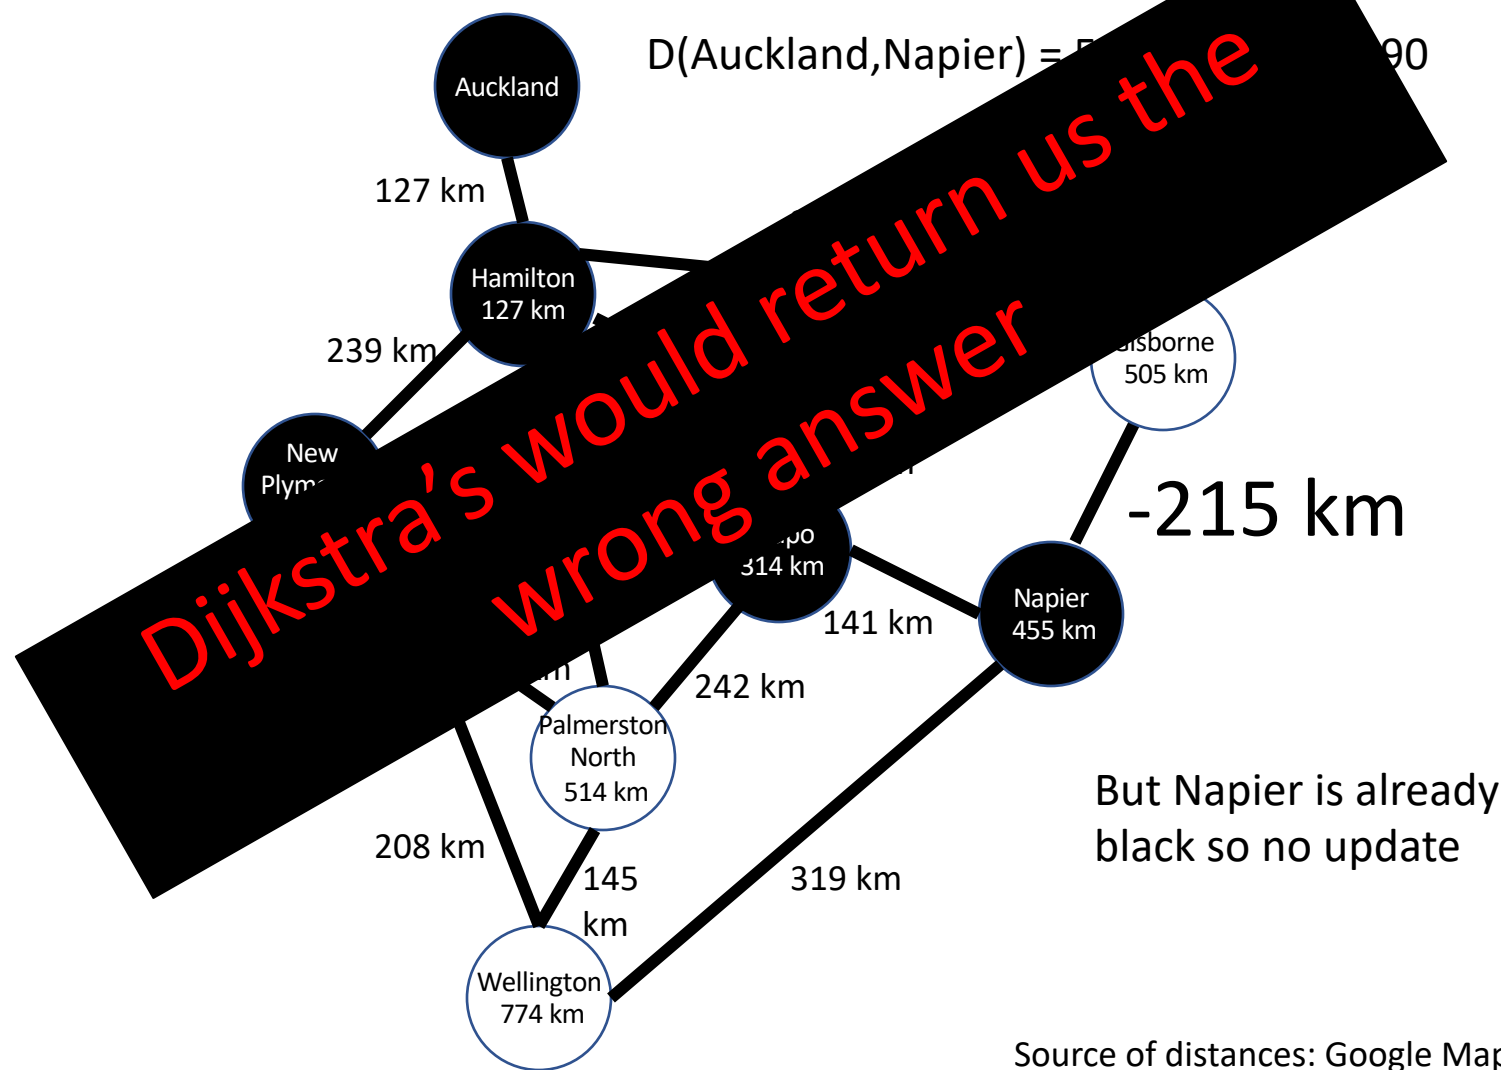 Auckland
D(Auckland,Napier) =
90
127 km
Hamilton
127 km
239 km
505 km
New
-215 km
314 km
141 km
Napier
455 km
242 km
Palmerston
North
514 km
But Napier is already
black so no update
208 km
145
km
319 km
Wellington
774 km
Source of distances: Google
Dijkstra’s would return us the
wrong answer